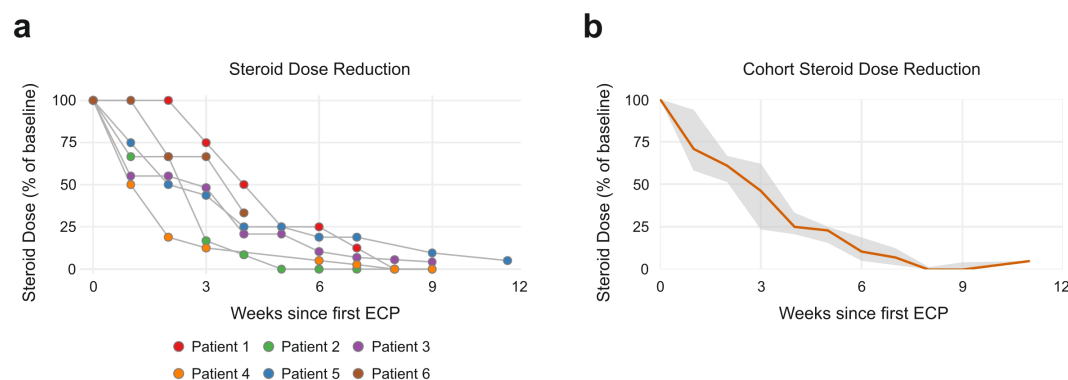 a
b
Steroid Dose Reduction
Cohort Steroid Dose Reduction
Steroid Dose (% of baseline)
100
75
50
25
0
0
3
6
9
12
Weeks since first ECP
Patient 1
Patient 2
Patient 3
Patient 4
Patient 5
Patient 6
Steroid Dose (% of baseline)
100
75
50
25
0
0
3
6
9
12
Weeks since first ECP